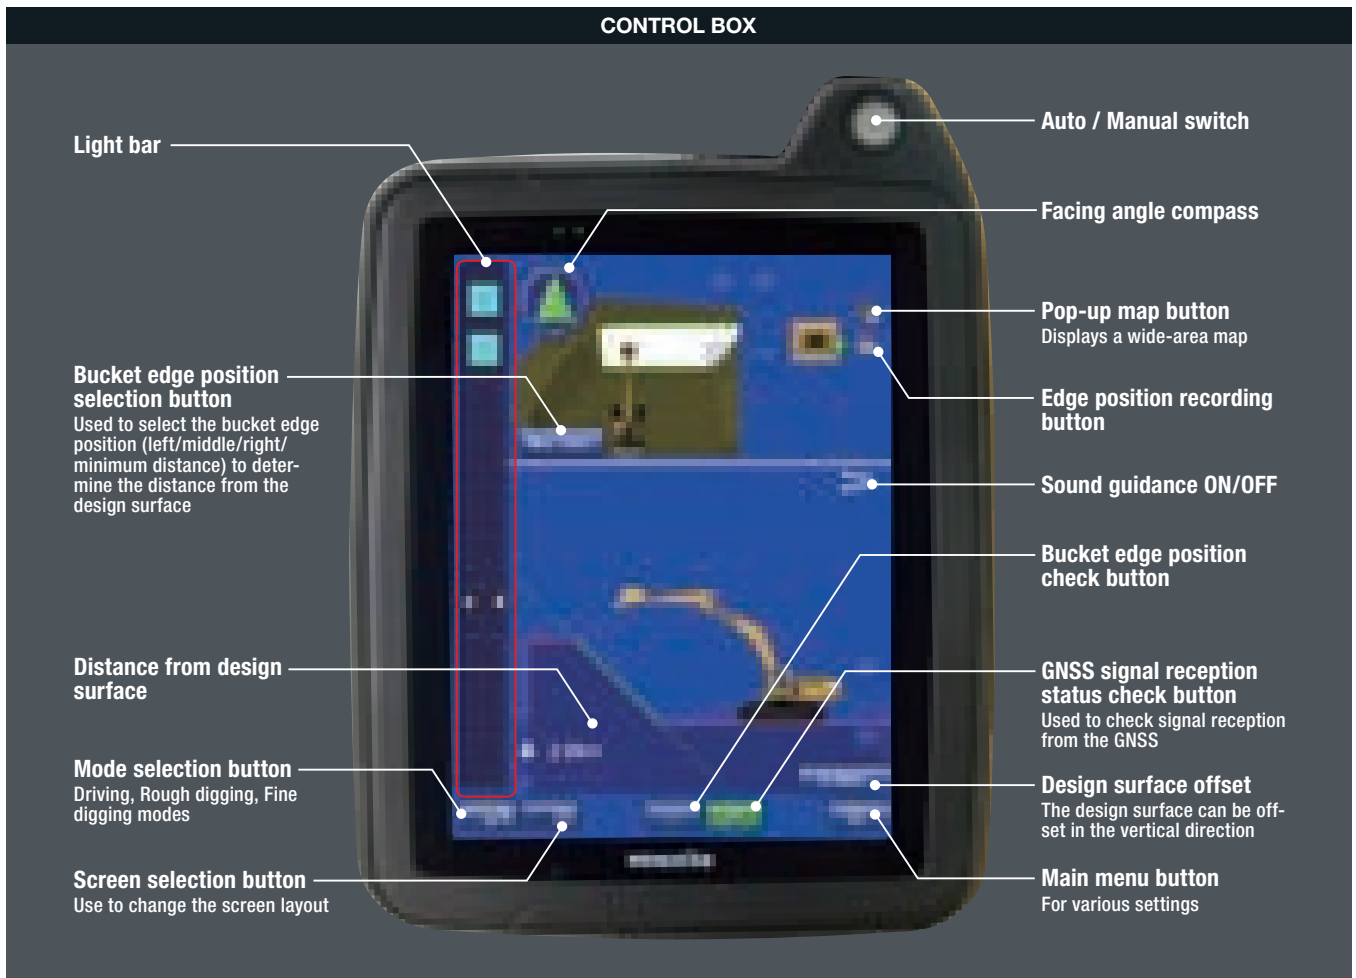 CONTROL BOX
Light bar
Bucket edge position
selection button
Used to select the bucket edge
position (left/middle/right/
minimum distance) to deter-
mine the distance from the
design surface
Distance from design
surface
Mode selection button
Driving, Rough digging, Fine
digging modes
Screen selection button
Use to change the screen layout
Auto / Manual switch
Facing angle compass
Pop-up map button
Displays a wide-area map
Edge position recording
button
Sound guidance ON/OFF
Bucket edge position
check button
GNSS signal reception
status check button
Used to check signal reception
from the GNSS
Design surface offset
The design surface can be off-
set in the vertical direction
Main menu button
For various settings